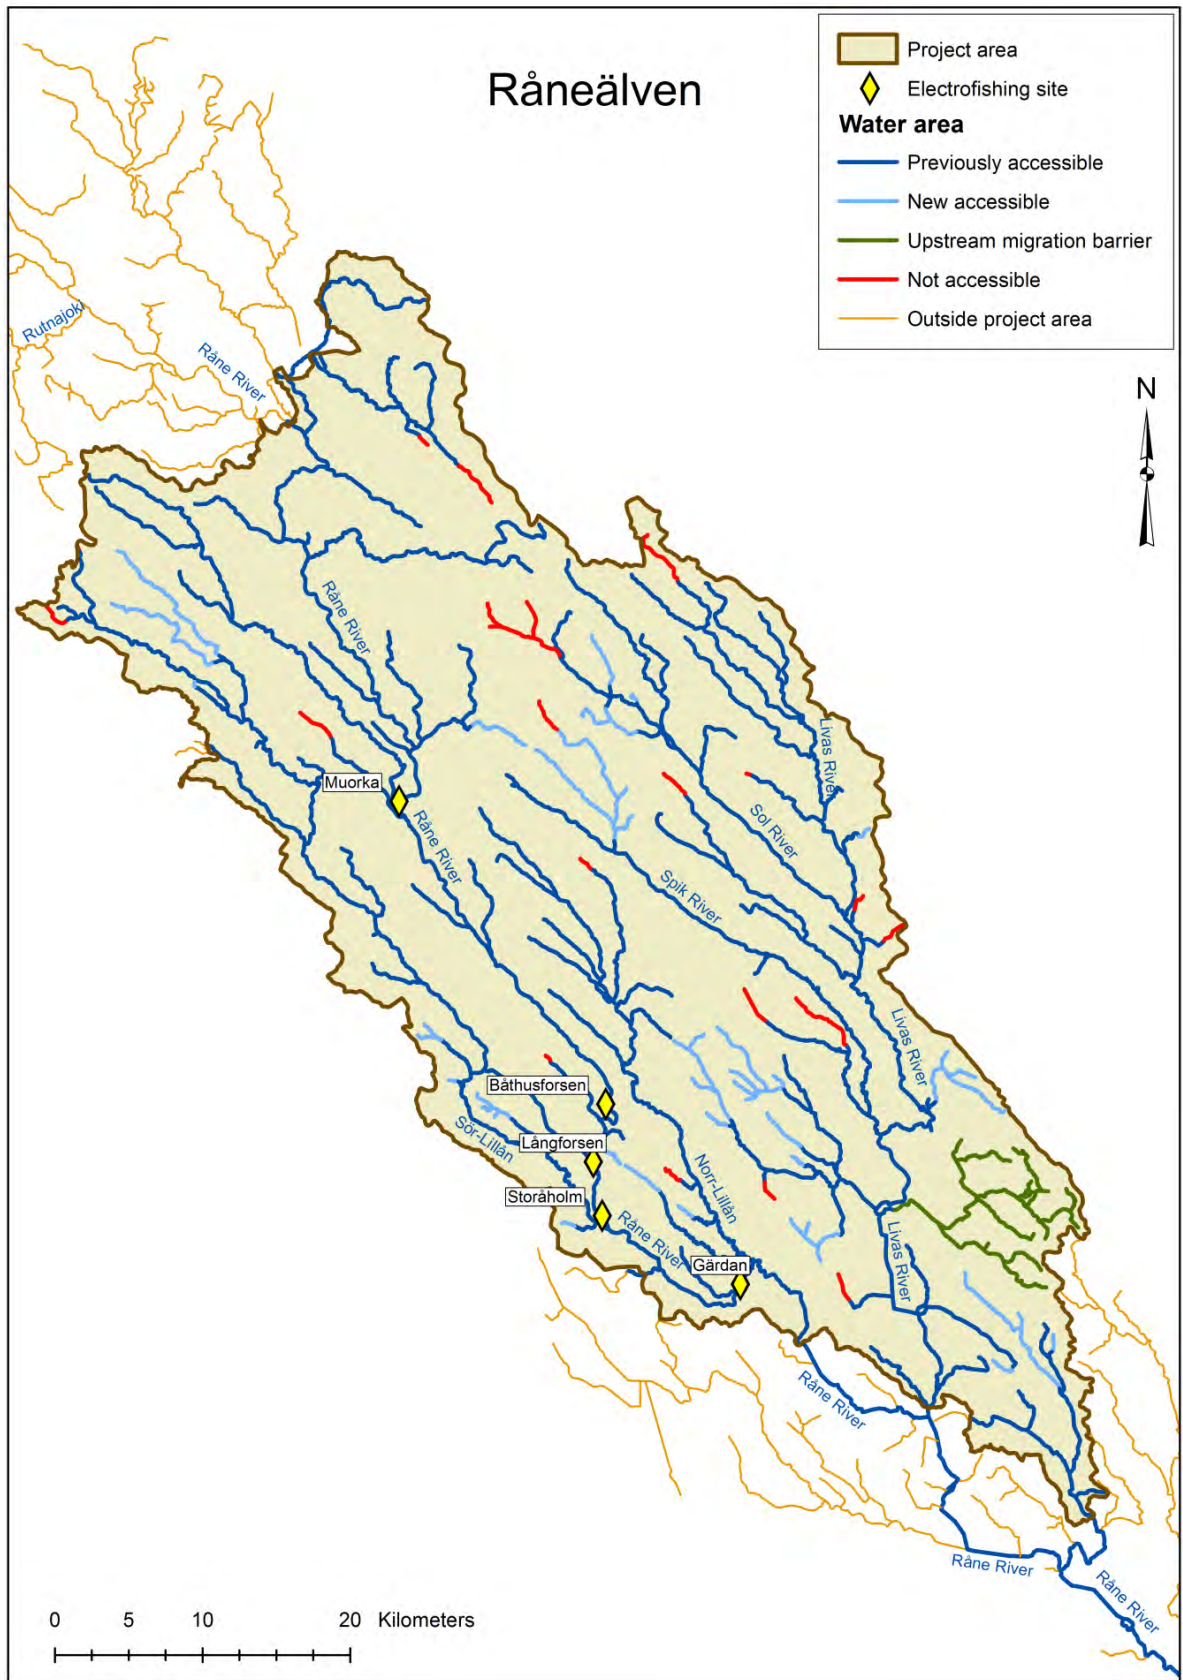 Råneälven
Project area
Electrofishing site
Water area
Previously accessible
New accessible
Upstream migration barrier
Not accessible
Outside project area
N
Rutnajoki
Råne River
Råne River
Livas River
Muorka
Råne River
Sol River
Spik River
Livas River
Båthusforsen
Sör-Lillån
Långforsen
Norr-Lillån
Storåholm
Råne River
Livas River
Gärdan
Råne River
Råne River
Råne River
0 5 10 20 Kilometers